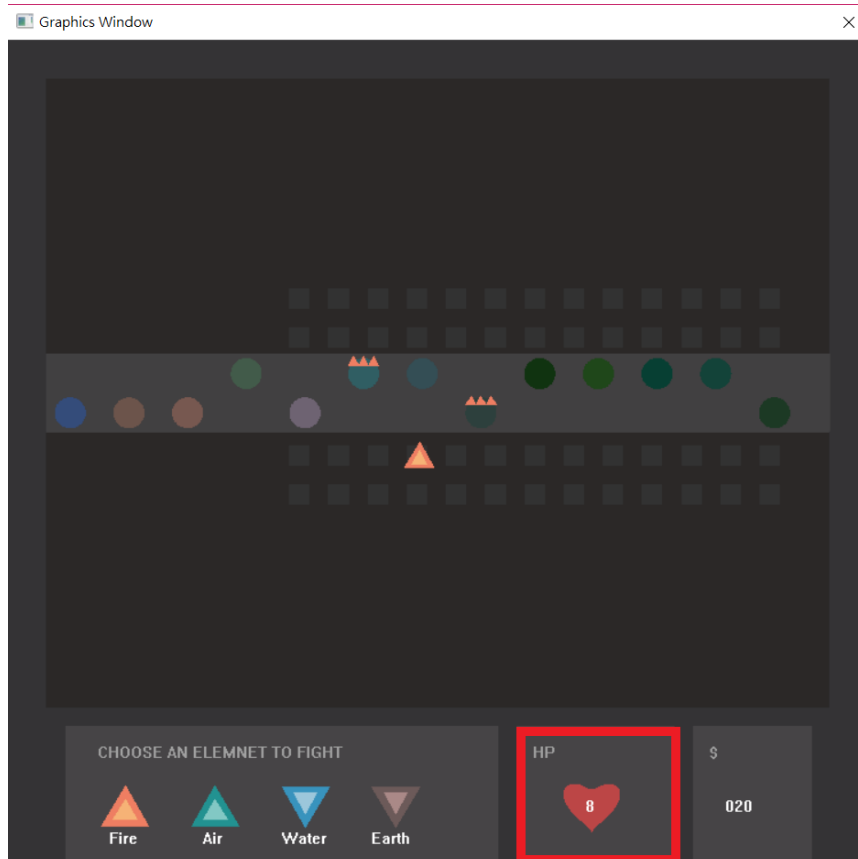 Graphics Window
CHOOSE AN ELEMNET TO FIGHT
Fire Air Water Earth
HP
8
$
020